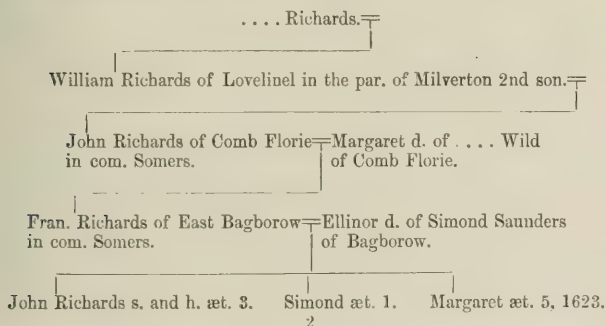 .... Richards.
William Richards of Lovelinel in the par. of Milverton 2nd son.
John Richards of Comb Florie Margaret d. of .... Wild
in com. Somers. of Comb Florie.
Fran. Richards of East Bagborow Ellinor d. of Simond Saunders
in com. Somers. of Bagborow.
John Richards s. and h. æt. 3. Simond æt. 1. Margaret æt. 5, 1623.
2